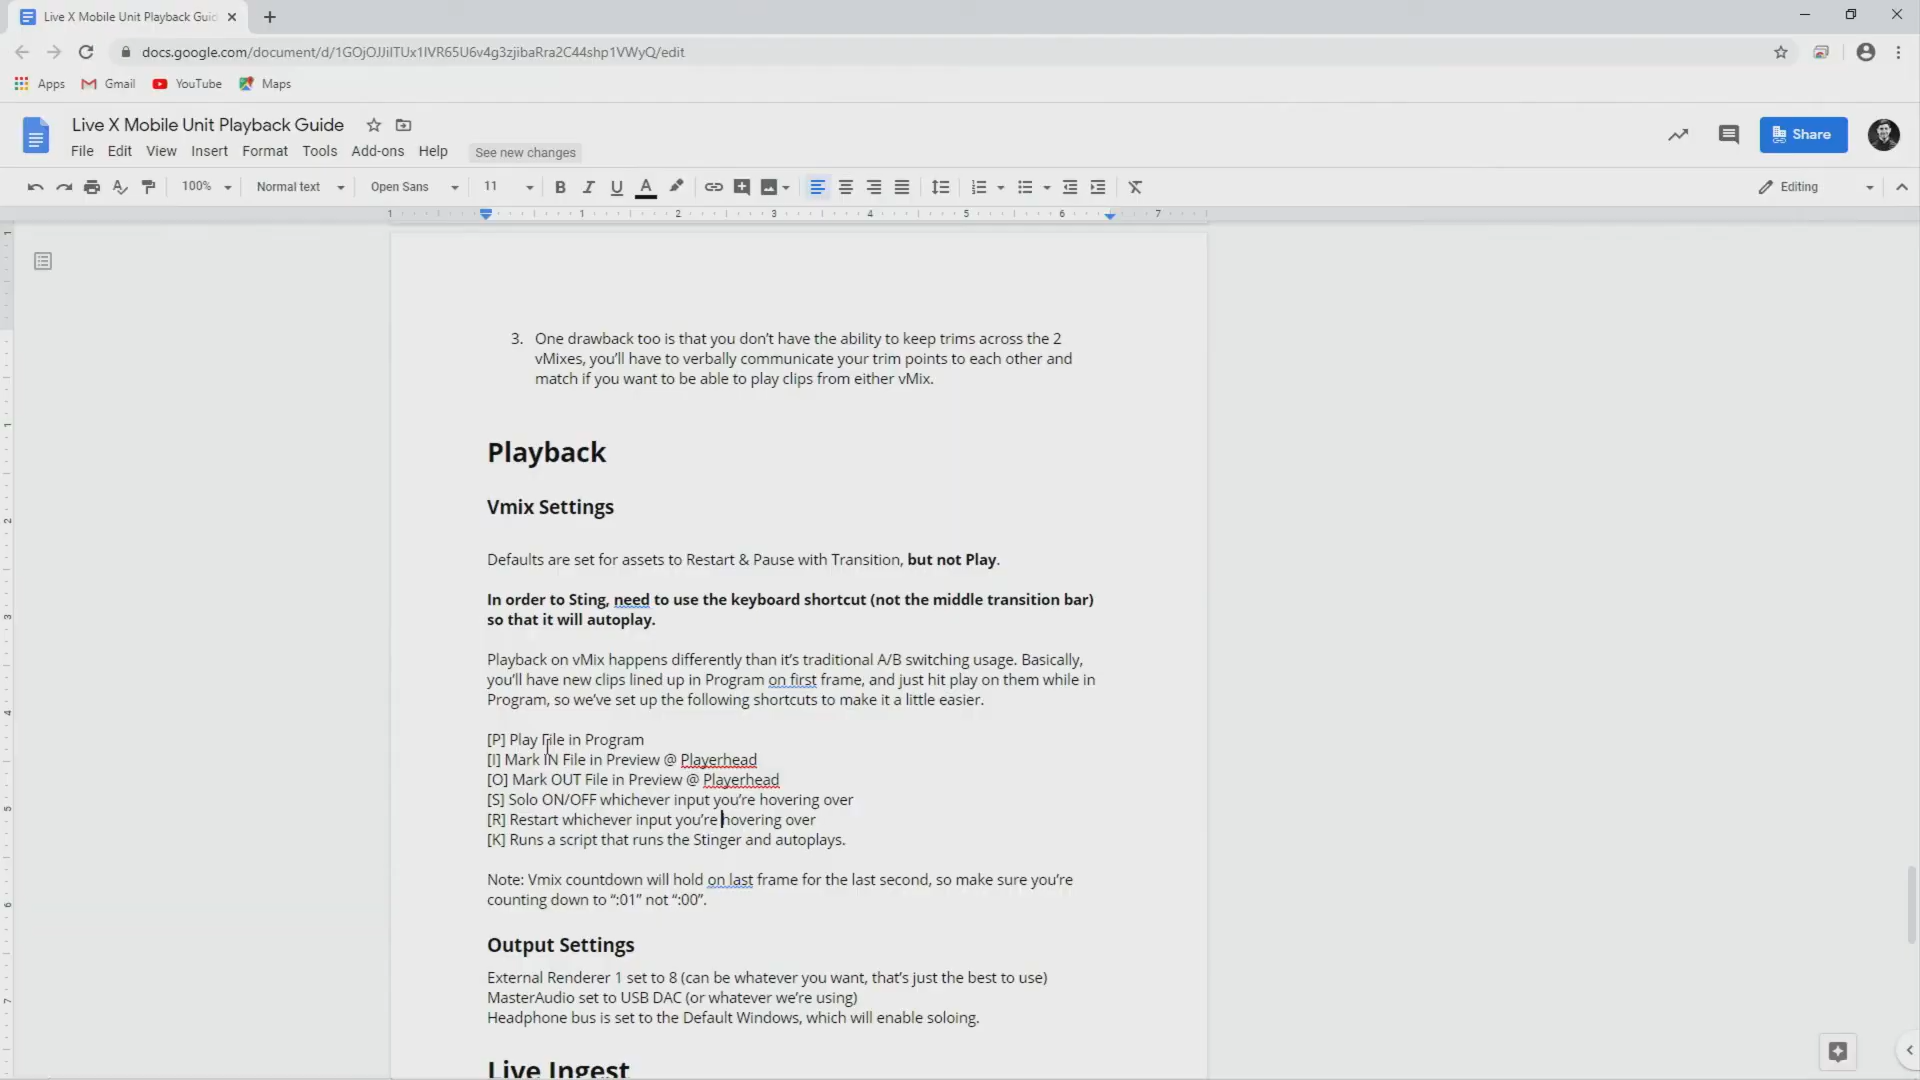 Live X Mobile Unit Playback Guid
docs.google.com/document/d/1GOjOJJiITUx1IVR65U6v4g3zjibaRra2C44shp1VWyQ/edit
Apps Gmail YouTube Maps
Live X Mobile Unit Playback Guide
Share
File Edit View Insert Format Tools Add-ons Help See new changes
100% Normal text Open Sans 11 B I U A Editing
1 1 2 3 4 5 6 7
3. One drawback too is that you don't have the ability to keep trims across the 2
vMixes, you'll have to verbally communicate your trim points to each other and
match if you want to be able to play clips from either vMix.
Playback
Vmix Settings
Defaults are set for assets to Restart & Pause with Transition, but not Play.
In order to Sting, need to use the keyboard shortcut (not the middle transition bar)
so that it will autoplay.
Playback on vMix happens differently than it's traditional A/B switching usage. Basically,
you'll have new clips lined up in Program on first frame, and just hit play on them while in
Program, so we've set up the following shortcuts to make it a little easier.
[P] Play File in Program
[I] Mark IN File in Preview @ Playerhead
[O] Mark OUT File in Preview @ Playerhead
[S] Solo ON/OFF whichever input you're hovering over
[R] Restart whichever input you're hovering over
[K] Runs a script that runs the Stinger and autoplays.
Note: Vmix countdown will hold on last frame for the last second, so make sure you're
counting down to ":01" not ":00".
Output Settings
External Renderer 1 set to 8 (can be whatever you want, that's just the best to use)
MasterAudio set to USB DAC (or whatever we're using)
Headphone bus is set to the Default Windows, which will enable soloing.
Live Ingest